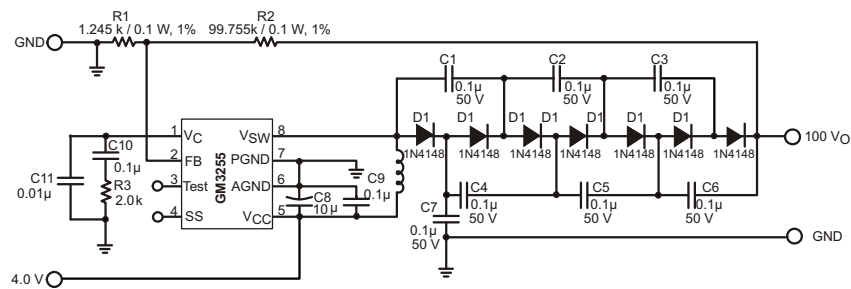 R1
1.245 k / 0.1 W, 1%
R2
99.755k / 0.1 W, 1%
GND
C1
0.1µ
50 V
C2
0.1µ
50 V
C3
0.1µ
50 V
1
VC
VSW
8
2
FB
PGND
7
3
Test
AGND
6
4
SS
VCC
5
GM3255
C10
0.1µ
C11
0.01µ
R3
2.0k
C8
10 µ
C9
0.1µ
D1
1N4148
D1
1N4148
D1
1N4148
D1
1N4148
D1
1N4148
D1
1N4148
1N4148
100 VO
C4
0.1µ
50 V
C5
0.1µ
50 V
C6
0.1µ
50 V
C7
0.1µ
50 V
GND
4.0 V